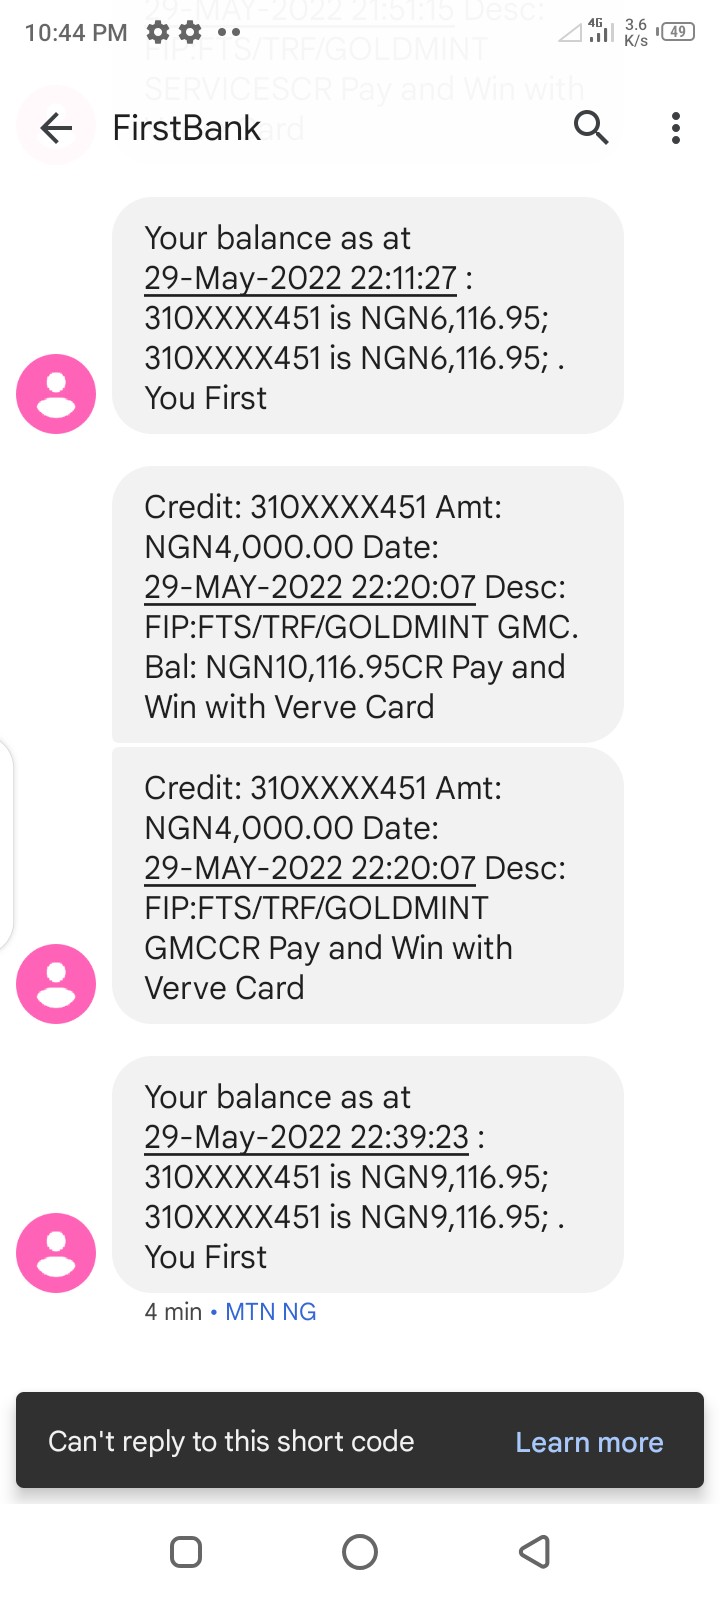 29-MAY-2022 21:51:15 Desc:
10:44 PM 4G 3.6 K/s 49
FIP:FTS/TRF/GOLDMINT
SERVICESCR Pay and Win with
FirstBank
Card
Your balance as at
29-May-2022 22:11:27 :
310XXXX451 is NGN6,116.95;
310XXXX451 is NGN6,116.95; .
You First
Credit: 310XXXX451 Amt:
NGN4,000.00 Date:
29-MAY-2022 22:20:07 Desc:
FIP:FTS/TRF/GOLDMINT GMC.
Bal: NGN10,116.95CR Pay and
Win with Verve Card
Credit: 310XXXX451 Amt:
NGN4,000.00 Date:
29-MAY-2022 22:20:07 Desc:
FIP:FTS/TRF/GOLDMINT
GMCCR Pay and Win with
Verve Card
Your balance as at
29-May-2022 22:39:23 :
310XXXX451 is NGN9,116.95;
310XXXX451 is NGN9,116.95; .
You First
4 min • MTN NG
Can't reply to this short code Learn more